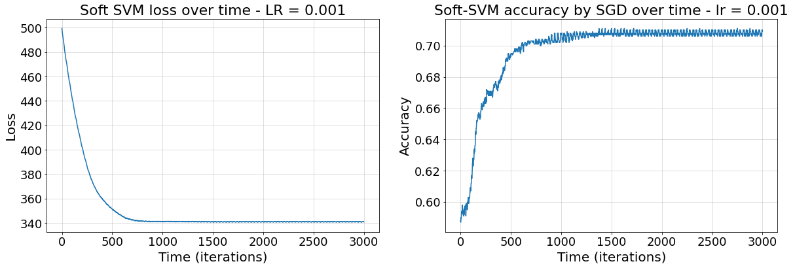 Soft SVM loss over time - LR = 0.001
500
480
460
440
420
400
380
360
340
Loss
0 500 1000 1500 2000 2500 3000
Time (iterations)
Soft-SVM accuracy by SGD over time - lr = 0.001
0.70
0.68
0.66
0.64
0.62
0.60
Accuracy
0 500 1000 1500 2000 2500 3000
Time (iterations)